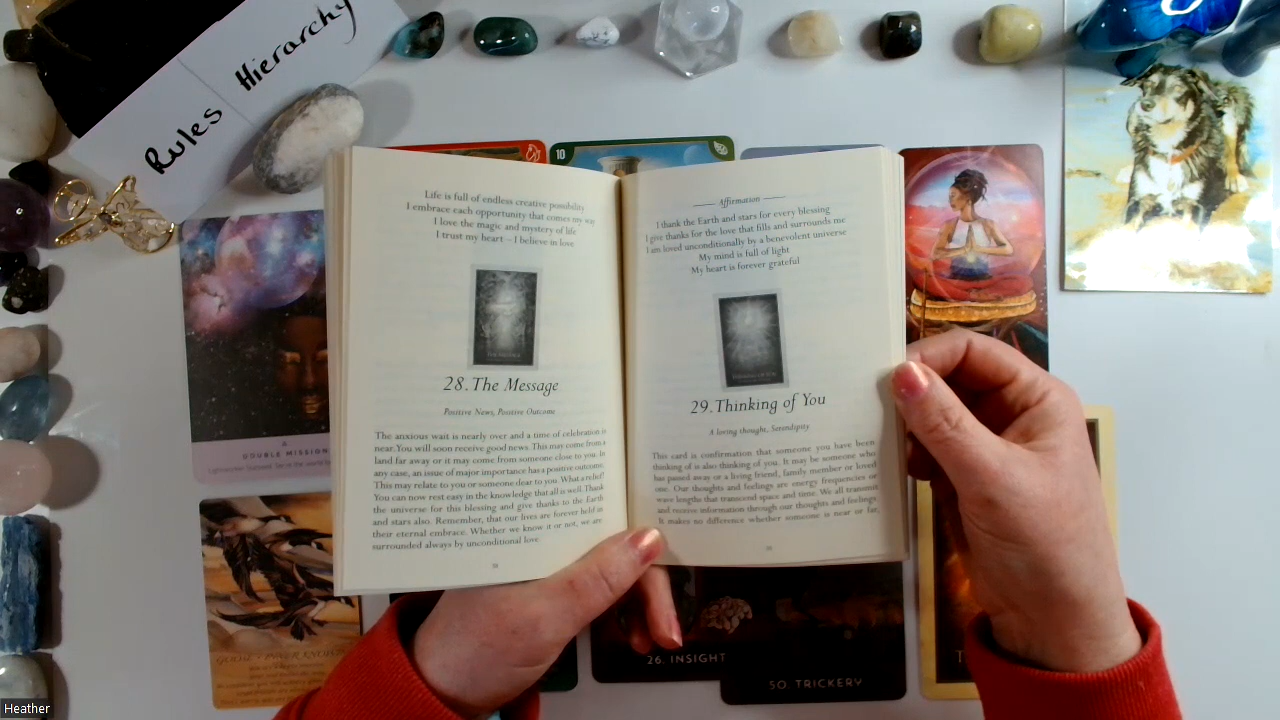 Rules Hierarchy
10
Life is full of endless creative possibility
I embrace each opportunity that comes my way
I love the magic and mystery of life
I trust my heart – I believe in love
28. The Message
Positive News, Positive Outcome
The anxious wait is nearly over and a time of celebration is
near. You will soon receive good news. This may come from a
land far away or it may come from someone close to you. In
any case, an issue of major importance has a positive outcome.
This may relate to you or someone dear to you. What a relief!
You can now rest easy in the knowledge that all is well. Thank
the universe for this blessing and give thanks to the Earth
and stars also. Remember, that our lives are forever held in
their eternal embrace. Whether we know it or not, we are
surrounded always by unconditional love.
Affirmation
I thank the Earth and stars for every blessing
I give thanks for the love that fills and surrounds me
I am loved unconditionally by a benevolent universe
My mind is full of light
My heart is forever grateful
29. Thinking of You
A loving thought, Serendipity
This card is confirmation that someone you have been
thinking of is also thinking of you. It may be someone who
has passed away or a living friend, family member or loved
one. Our thoughts and feelings are energy frequencies or
wave lengths that transcend space and time. We all transmit
and receive information through our thoughts and feelings.
It makes no difference whether someone is near or far,
DOUBLE MISSION
26. INSIGHT
50. TRICKERY
Heather